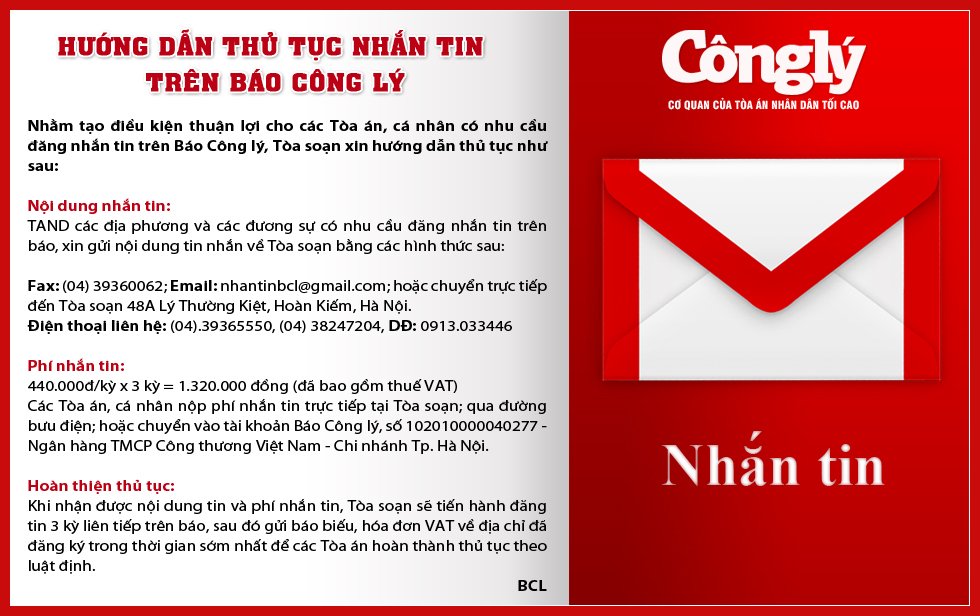 HƯỚNG DẪN THỦ TỤC NHẮN TIN
TRÊN BÁO CÔNG LÝ
Nhằm tạo điều kiện thuận lợi cho các Tòa án, cá nhân có nhu cầu
đăng nhắn tin trên Báo Công lý, Tòa soạn xin hướng dẫn thủ tục như
sau:
Nội dung nhắn tin:
TAND các địa phương và các đương sự có nhu cầu đăng nhắn tin trên
báo, xin gửi nội dung tin nhắn về Tòa soạn bằng các hình thức sau:
Fax: (04) 39360062; Email: nhantinbcl@gmail.com; hoặc chuyển trực tiếp
đến Tòa soạn 48A Lý Thường Kiệt, Hoàn Kiếm, Hà Nội.
Điện thoại liên hệ: (04).39365550, (04) 38247204, DĐ: 0913.033446
Phí nhắn tin:
440.000đ/kỳ x 3 kỳ = 1.320.000 đồng (đã bao gồm thuế VAT)
Các Tòa án, cá nhân nộp phí nhắn tin trực tiếp tại Tòa soạn; qua đường
bưu điện; hoặc chuyển vào tài khoản Báo Công lý, số 102010000040277 -
Ngân hàng TMCP Công thương Việt Nam - Chi nhánh Tp. Hà Nội.
Hoàn thiện thủ tục:
Khi nhận được nội dung tin và phí nhắn tin, Tòa soạn sẽ tiến hành đăng
tin 3 kỳ liên tiếp trên báo, sau đó gửi báo biếu, hóa đơn VAT về địa chỉ đã
đăng ký trong thời gian sớm nhất để các Tòa án hoàn thành thủ tục theo
luật định.
BCL
Cônglý
CƠ QUAN CỦA TÒA ÁN NHÂN DÂN TỐI CAO
Nhắn tin